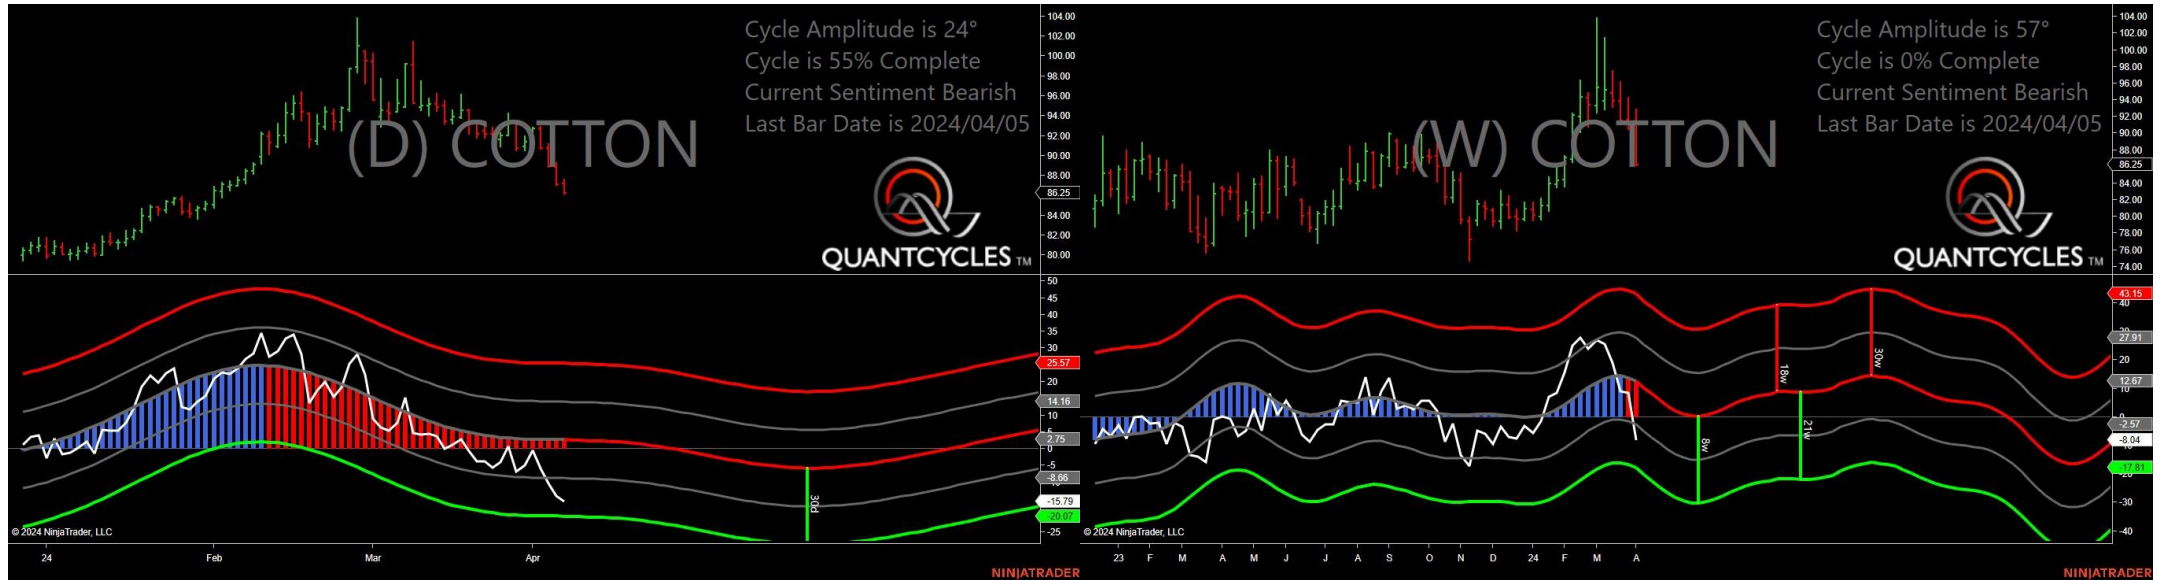 Cycle Amplitude is 24°
Cycle is 55% Complete
Current Sentiment Bearish
Last Bar Date is 2024/04/05
(D) COTTON
QUANTCYCLES TM
104.00
102.00
100.00
98.00
96.00
94.00
92.00
90.00
88.00
86.25
84.00
82.00
80.00
50
45
40
35
30
25.57
20
14.16
10
5
2.75
0
-5
-8.66
-15.79
-20.07
-25
30d
© 2024 NinjaTrader, LLC
24 Feb Mar Apr
NINJATRADER
Cycle Amplitude is 57°
Cycle is 0% Complete
Current Sentiment Bearish
Last Bar Date is 2024/04/05
(W) COTTON
QUANTCYCLES TM
104.00
102.00
100.00
98.00
96.00
94.00
92.00
90.00
88.00
86.25
84.00
82.00
80.00
78.00
76.00
74.00
43.15
40
27.91
20
12.67
-2.57
-8.04
-17.81
-30
-40
8w
18w
21w
30w
© 2024 NinjaTrader, LLC
23 F M A M J J A S O N D 24 F M A
NINJATRADER